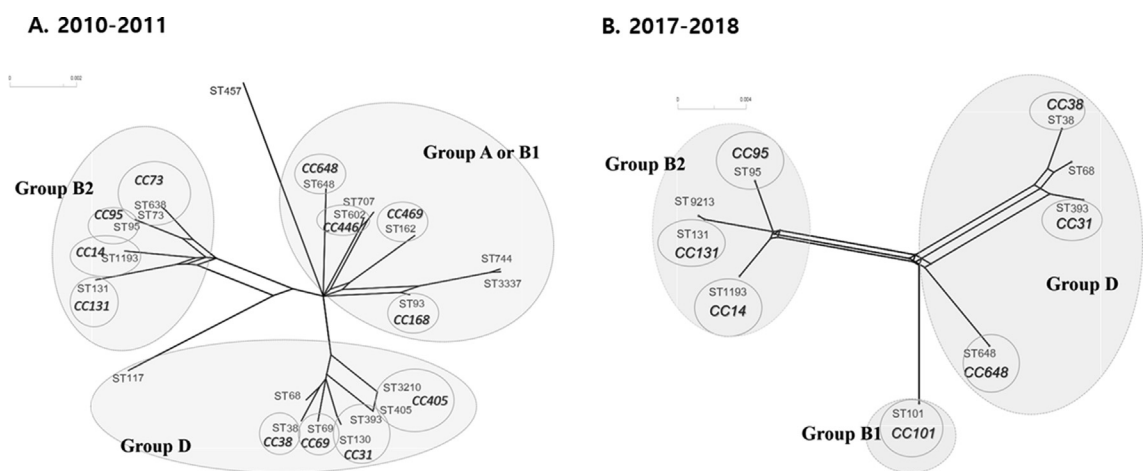 A. 2010-2011
0
0.002
ST457
Group A or B1
CC648
ST648
ST707
ST602
CC446
CC469
ST162
ST744
ST3337
ST93
CC168
Group B2
CC73
ST638
ST73
CC95
ST95
CC14
ST1193
ST131
CC131
ST117
Group D
ST68
ST38
CC38
ST69
CC69
ST393
ST130
CC31
ST3210
ST405
CC405
B. 2017-2018
0
0.004
Group B2
CC95
ST95
ST9213
ST131
CC131
ST1193
CC14
CC38
ST38
ST68
ST393
CC31
Group D
ST648
CC648
ST101
CC101
Group B1